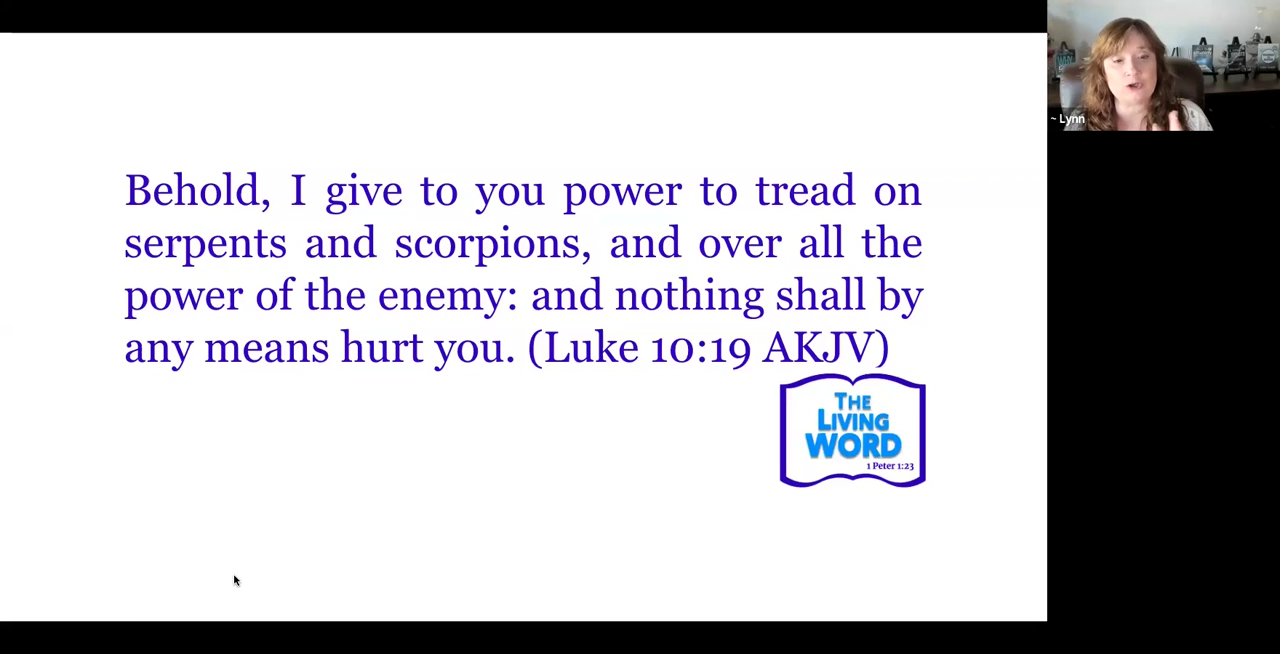 Behold, I give to you power to tread on
serpents and scorpions, and over all the
power of the enemy: and nothing shall by
any means hurt you. (Luke 10:19 AKJV)
THE
LIVING
WORD
1 Peter 1:23
~ Lynn